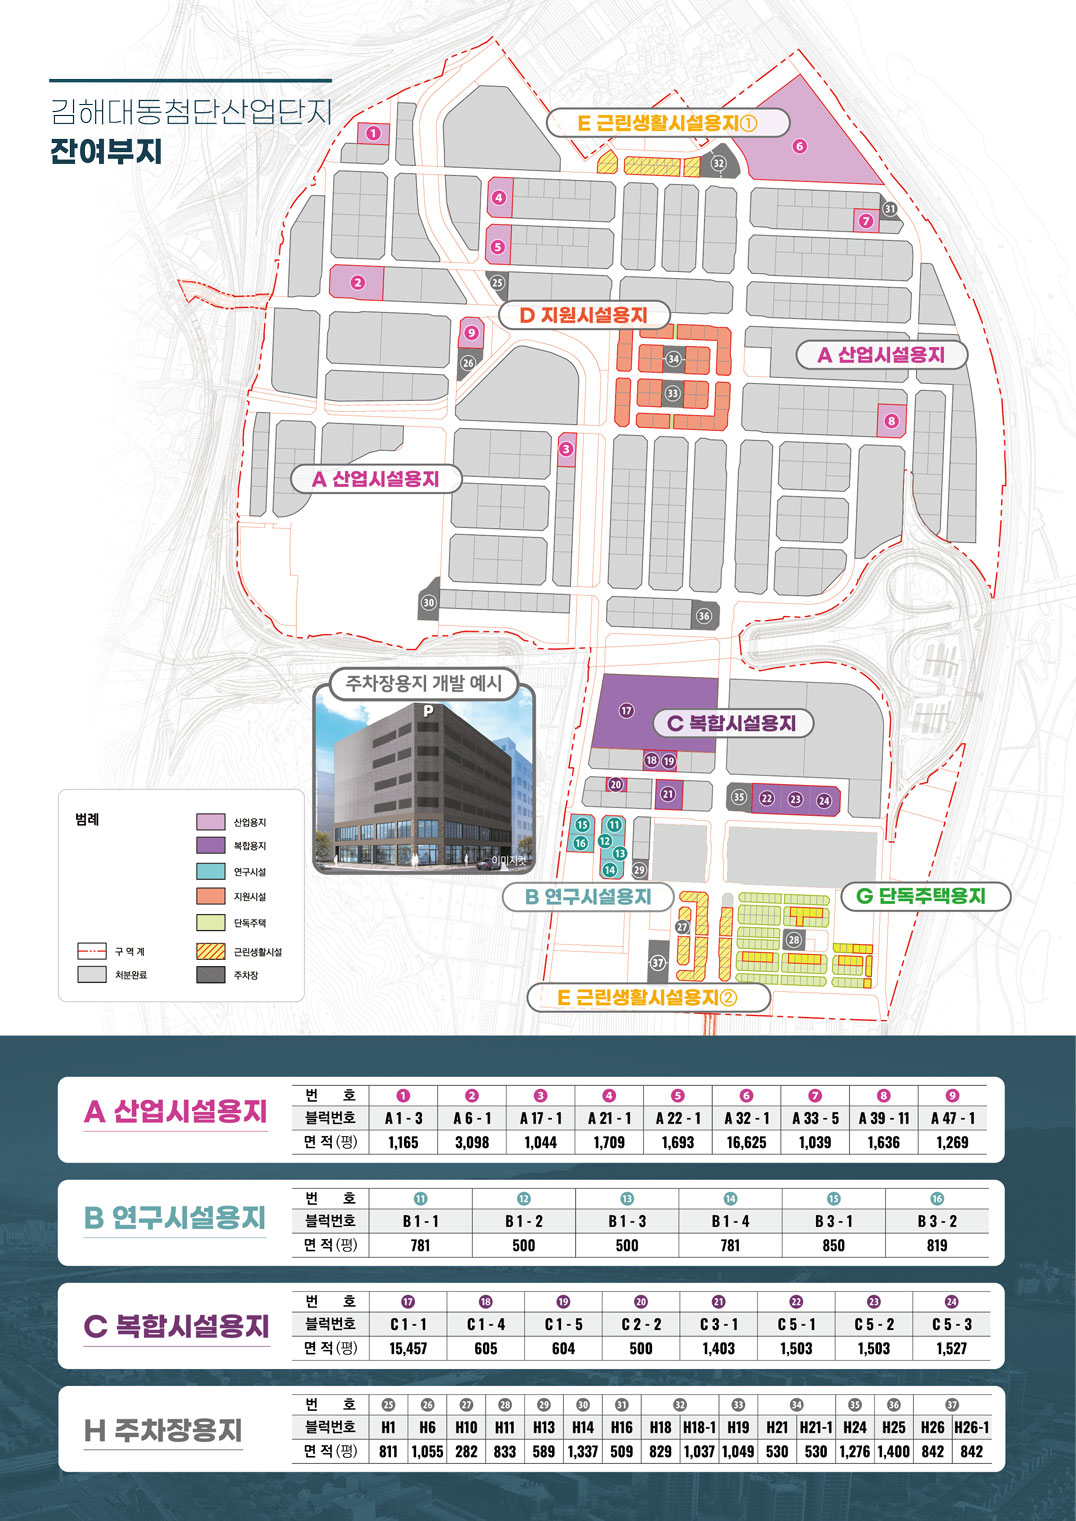 김해대동첨단산업단지
잔여부지
E 근린생활시설용지①
1
6
32
4
31
7
5
2
25
D 지원시설용지
9
26
34
A 산업시설용지
33
8
3
A 산업시설용지
30
36
주차장용지 개발 예시
P
이미지컷
17
C 복합시설용지
18 19
20
21
35 22 23 24
15 11
16 12
13
14 29
B 연구시설용지
G 단독주택용지
27
28
37
E 근린생활시설용지②
범례
산업용지
복합용지
연구시설
지원시설
단독주택
구 역 계
근린생활시설
처분완료
주차장
A 산업시설용지
번 호 1 2 3 4 5 6 7 8 9
블럭번호 A 1 - 3 A 6 - 1 A 17 - 1 A 21 - 1 A 22 - 1 A 32 - 1 A 33 - 5 A 39 - 11 A 47 - 1
면 적 (평) 1,165 3,098 1,044 1,709 1,693 16,625 1,039 1,636 1,269
B 연구시설용지
번 호 11 12 13 14 15 16
블럭번호 B 1 - 1 B 1 - 2 B 1 - 3 B 1 - 4 B 3 - 1 B 3 - 2
면 적 (평) 781 500 500 781 850 819
C 복합시설용지
번 호 17 18 19 20 21 22 23 24
블럭번호 C 1 - 1 C 1 - 4 C 1 - 5 C 2 - 2 C 3 - 1 C 5 - 1 C 5 - 2 C 5 - 3
면 적 (평) 15,457 605 604 500 1,403 1,503 1,503 1,527
H 주차장용지
번 호 25 26 27 28 29 30 31 32 33 34 35 36 37
블럭번호 H1 H6 H10 H11 H13 H14 H16 H18 H18-1 H19 H21 H21-1 H24 H25 H26 H26-1
면 적 (평) 811 1,055 282 833 589 1,337 509 829 1,037 1,049 530 530 1,276 1,400 842 842